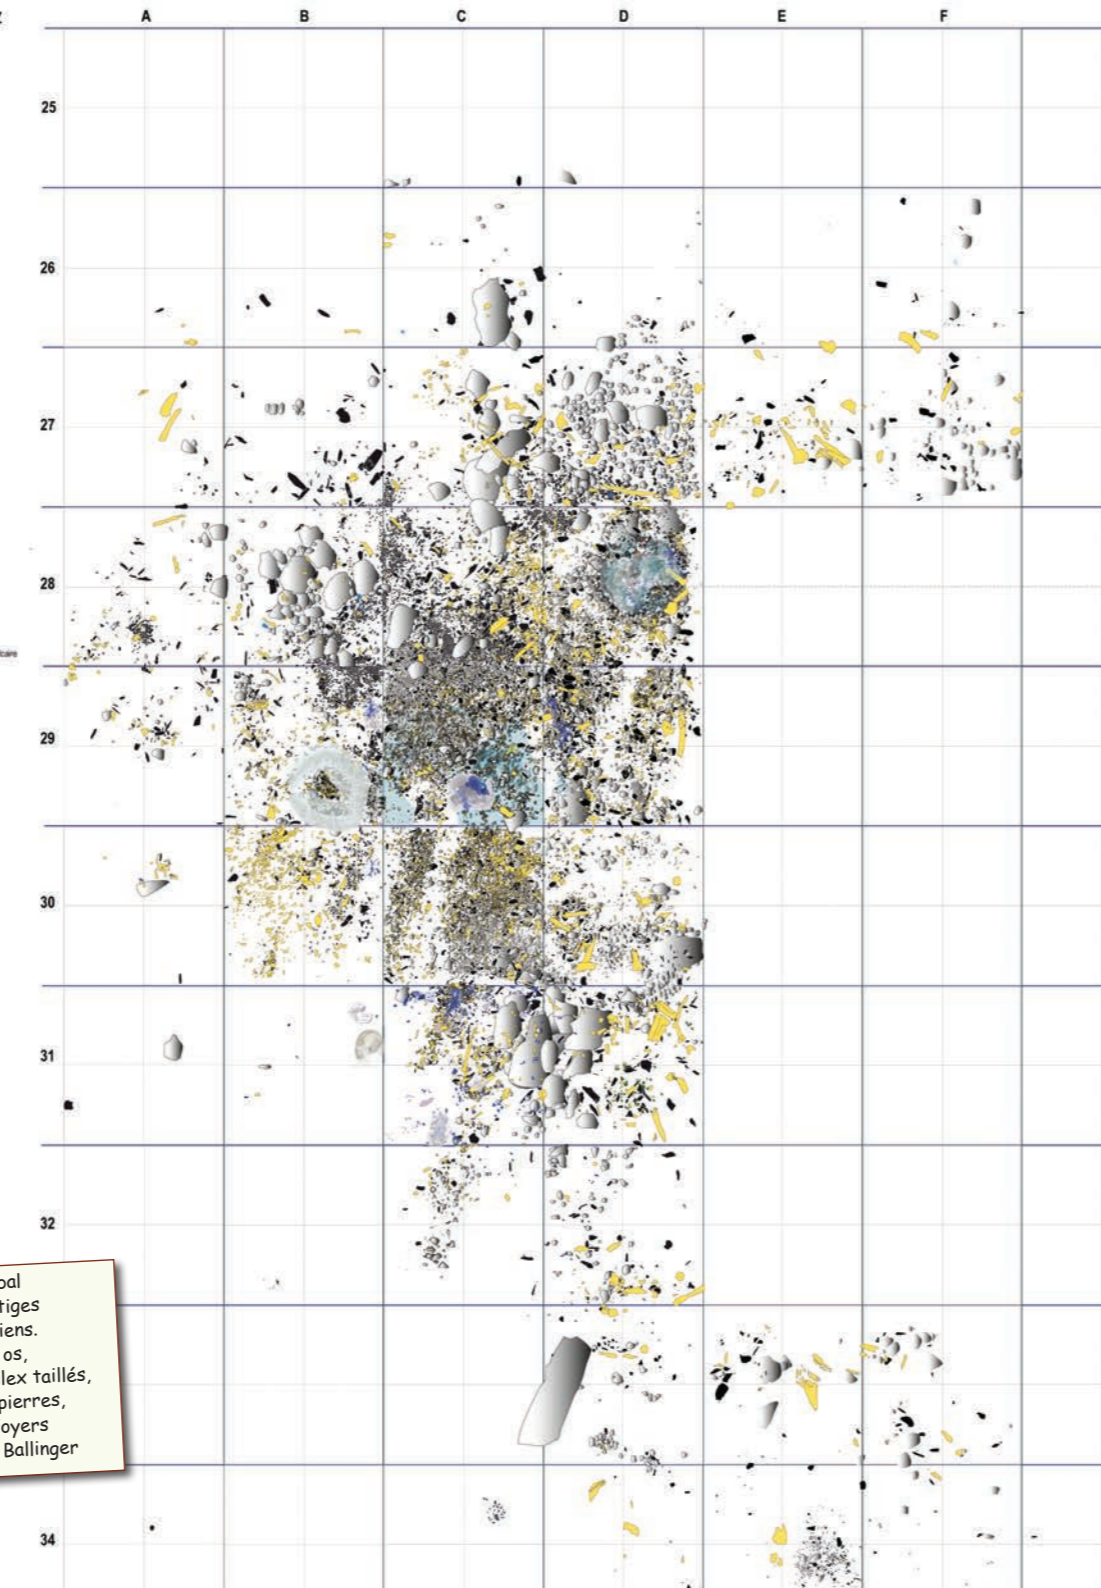 A B C D E F
25
26
27
28
29
30
31
32
34
tiges
iens.
os,
lex taillés,
pierres,
oyers
Ballinger